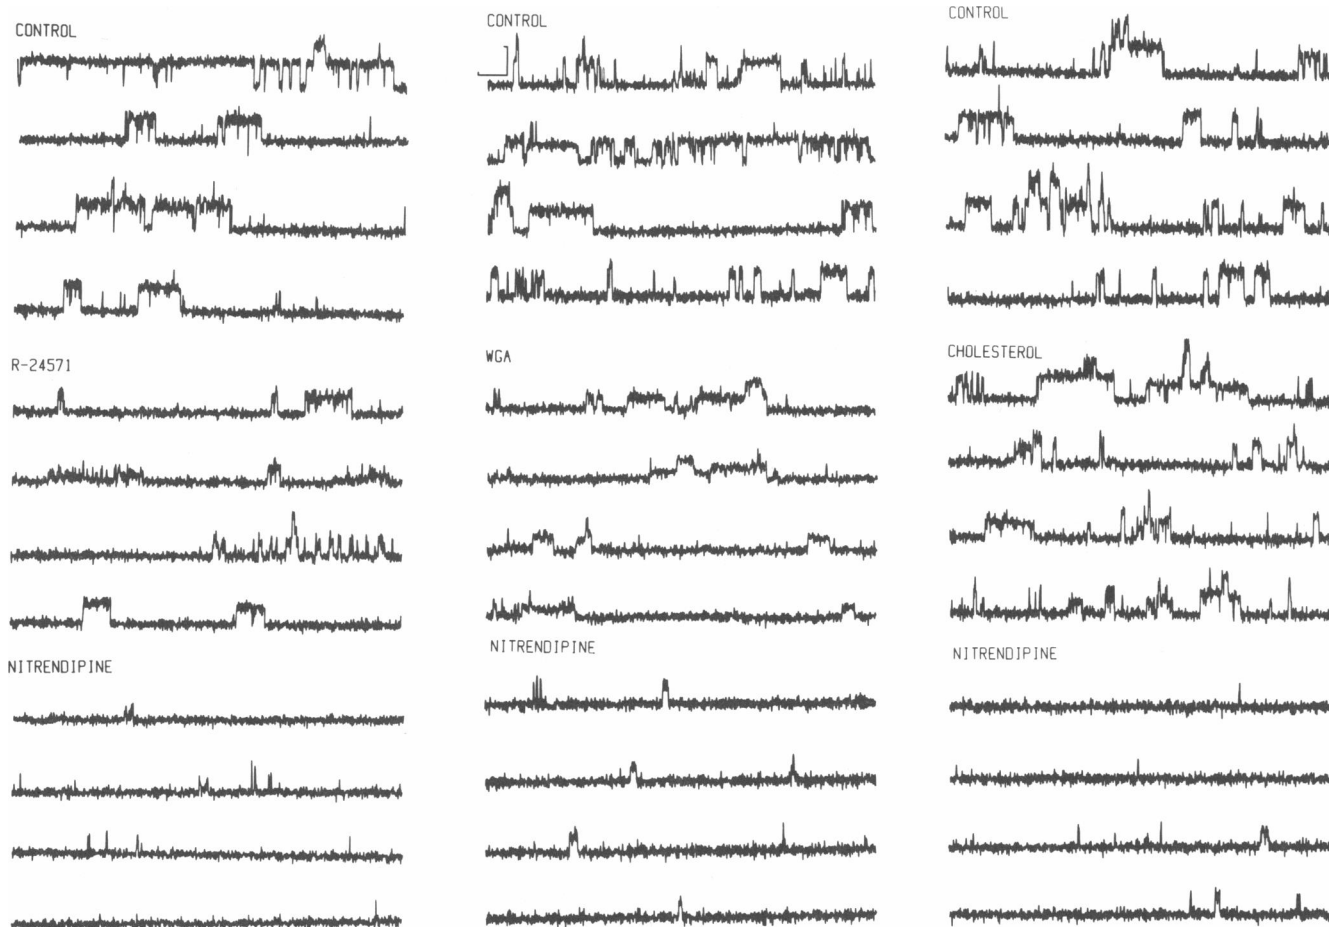 CONTROL
CONTROL
CONTROL
R-24571
WGA
CHOLESTEROL
NITRENDIPINE
NITRENDIPINE
NITRENDIPINE